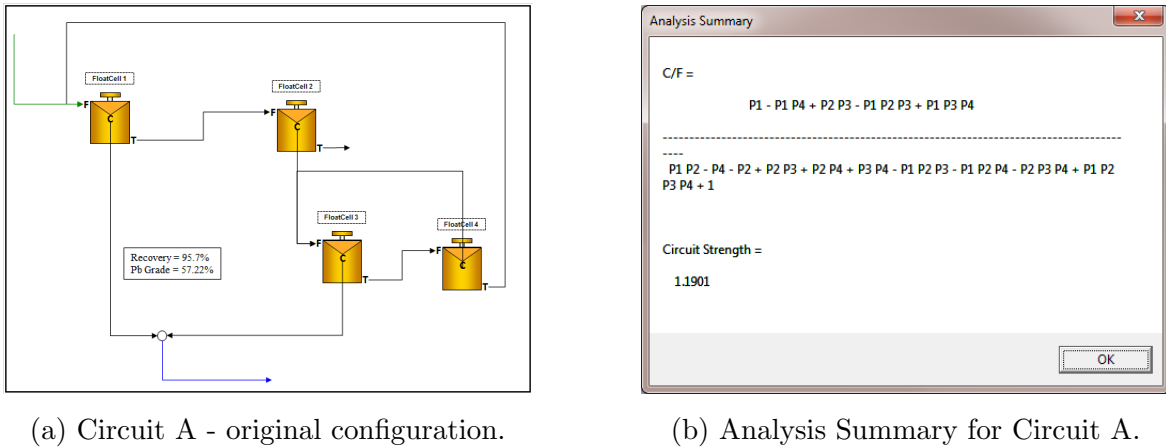 FloatCell 1
FloatCell 2
F
C
T
F
C
T
FloatCell 3
FloatCell 4
F
C
T
F
C
T
Recovery = 95.7%
Pb Grade = 57.22%
(a) Circuit A - original configuration.
Analysis Summary
x
C/F =
P1 - P1 P4 + P2 P3 - P1 P2 P3 + P1 P3 P4
--------------------------------------------------------------------------------------------
----
P1 P2 - P4 - P2 + P2 P3 + P2 P4 + P3 P4 - P1 P2 P3 - P1 P2 P4 - P2 P3 P4 + P1 P2
P3 P4 + 1
Circuit Strength =
1.1901
OK
(b) Analysis Summary for Circuit A.